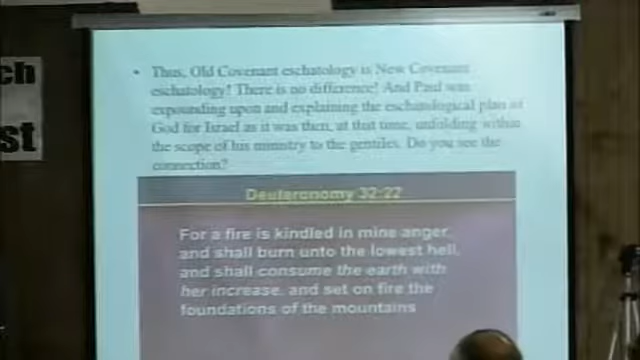 ch
st
• Thus, Old Covenant eschatology is New Covenant
eschatology! There is no difference! And Paul was
expounding upon and explaining the eschatological plan of
God for Israel as it was then, at that time, unfolding within
the scope of his ministry to the gentiles. Do you see the
connection?
Deuteronomy 32:22
For a fire is kindled in mine anger,
and shall burn unto the lowest hell,
and shall consume the earth with
her increase, and set on fire the
foundations of the mountains